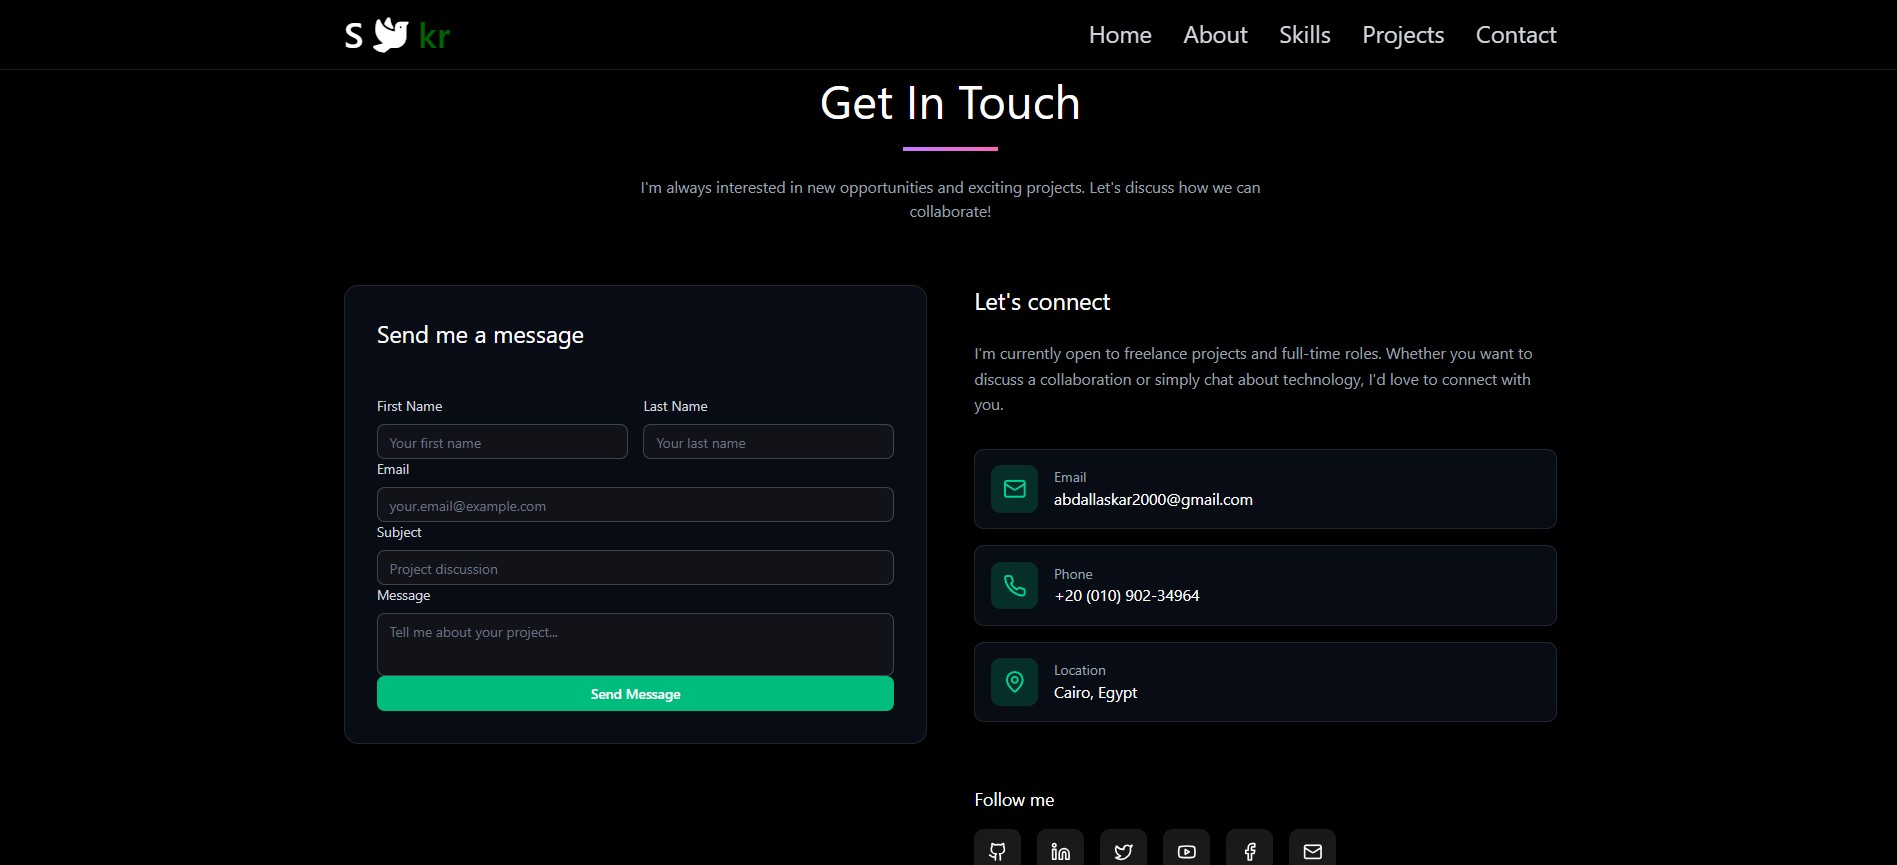 S kr
Home About Skills Projects Contact
Get In Touch
I'm always interested in new opportunities and exciting projects. Let's discuss how we can
collaborate!
Send me a message
First Name Last Name
Your first name Your last name
Email
your.email@example.com
Subject
Project discussion
Message
Tell me about your project...
Send Message
Let's connect
I'm currently open to freelance projects and full-time roles. Whether you want to
discuss a collaboration or simply chat about technology, I'd love to connect with
you.
Email
abdallaskar2000@gmail.com
Phone
+20 (010) 902-34964
Location
Cairo, Egypt
Follow me